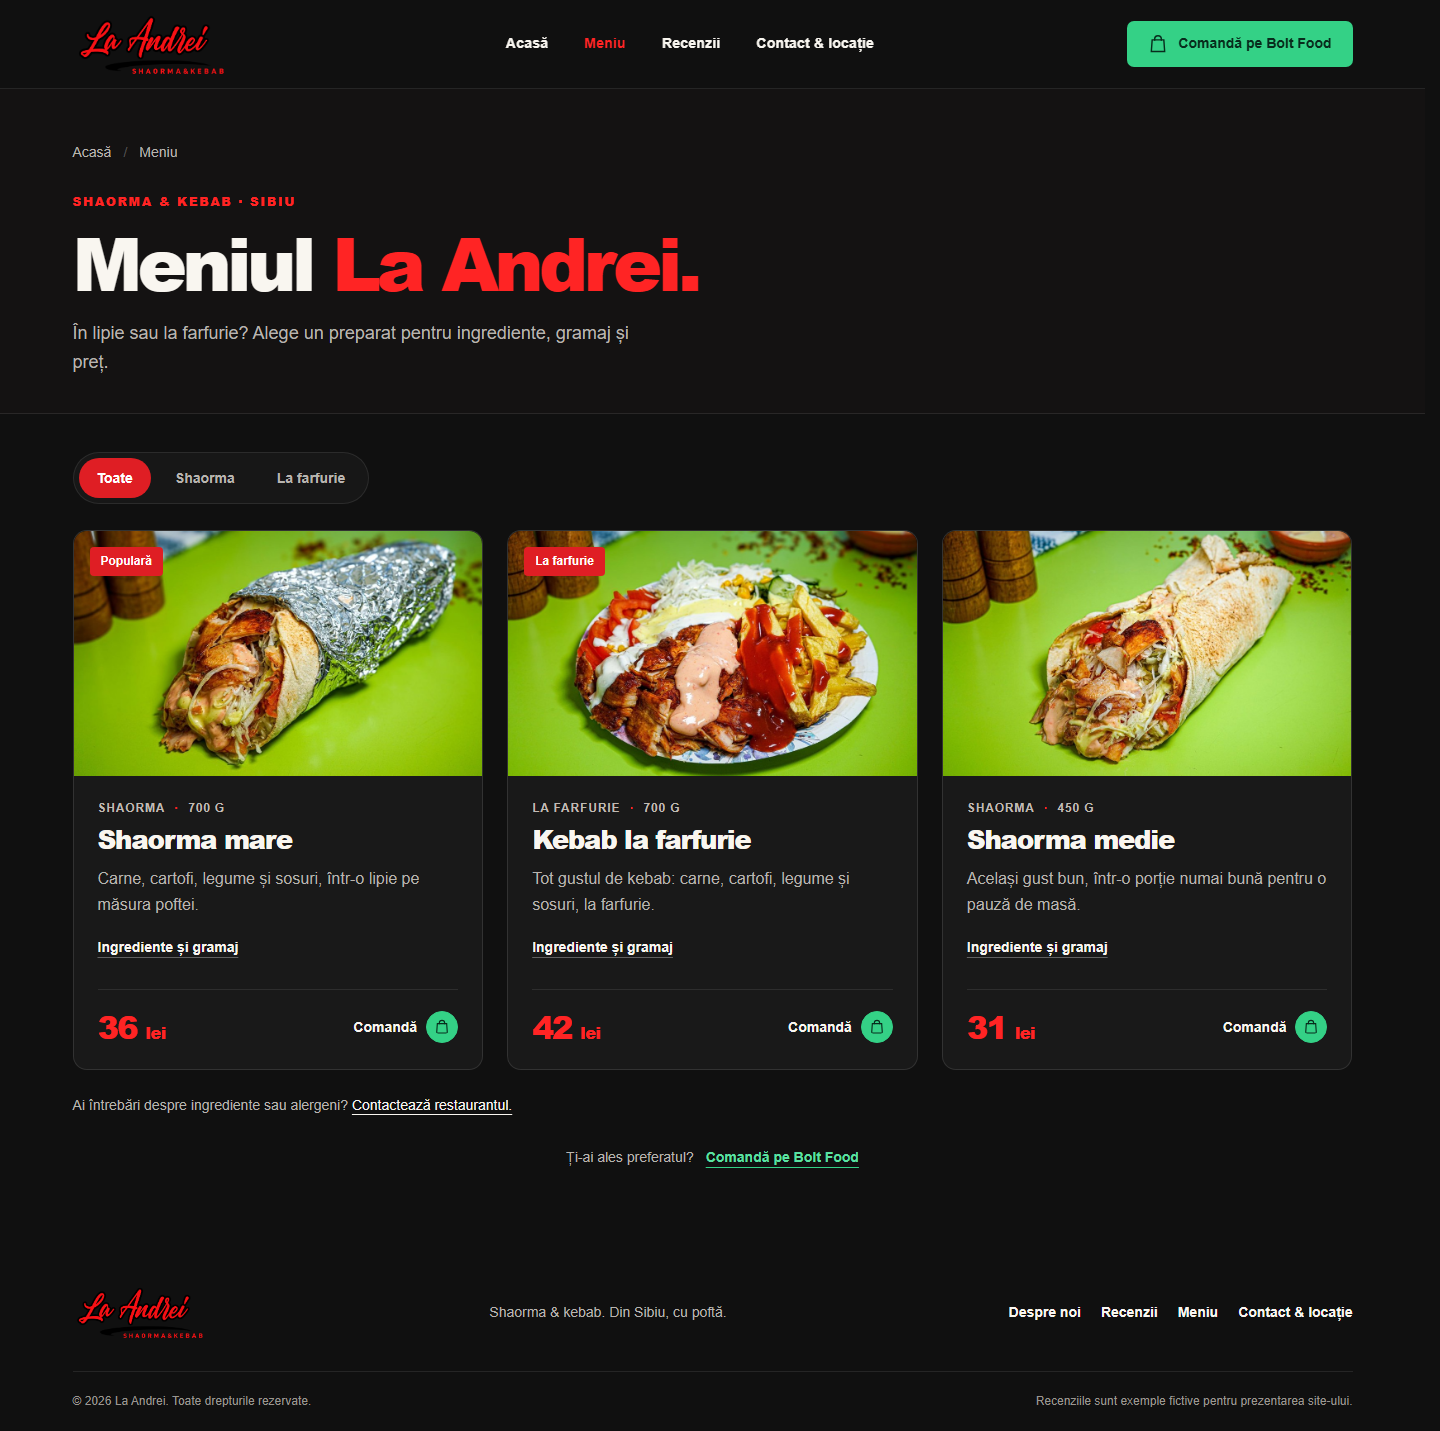 La Andrei
SHAORMA&KEBAB
Acasă
Meniu
Recenzii
Contact & locație
Comandă pe Bolt Food
Acasă / Meniu
SHAORMA & KEBAB · SIBIU
Meniul La Andrei.
În lipie sau la farfurie? Alege un preparat pentru ingrediente, gramaj și
preț.
Toate
Shaorma
La farfurie
Populară
SHAORMA · 700 G
Shaorma mare
Carne, cartofi, legume și sosuri, într-o lipie pe
măsura poftei.
Ingrediente și gramaj
36 lei
Comandă
La farfurie
LA FARFURIE · 700 G
Kebab la farfurie
Tot gustul de kebab: carne, cartofi, legume și
sosuri, la farfurie.
Ingrediente și gramaj
42 lei
Comandă
SHAORMA · 450 G
Shaorma medie
Același gust bun, într-o porție numai bună pentru o
pauză de masă.
Ingrediente și gramaj
31 lei
Comandă
Ai întrebări despre ingrediente sau alergeni? Contactează restaurantul.
Ți-ai ales preferatul? Comandă pe Bolt Food
La Andrei
SHAORMA&KEBAB
Shaorma & kebab. Din Sibiu, cu poftă.
Despre noi
Recenzii
Meniu
Contact & locație
© 2026 La Andrei. Toate drepturile rezervate.
Recenziile sunt exemple fictive pentru prezentarea site-ului.